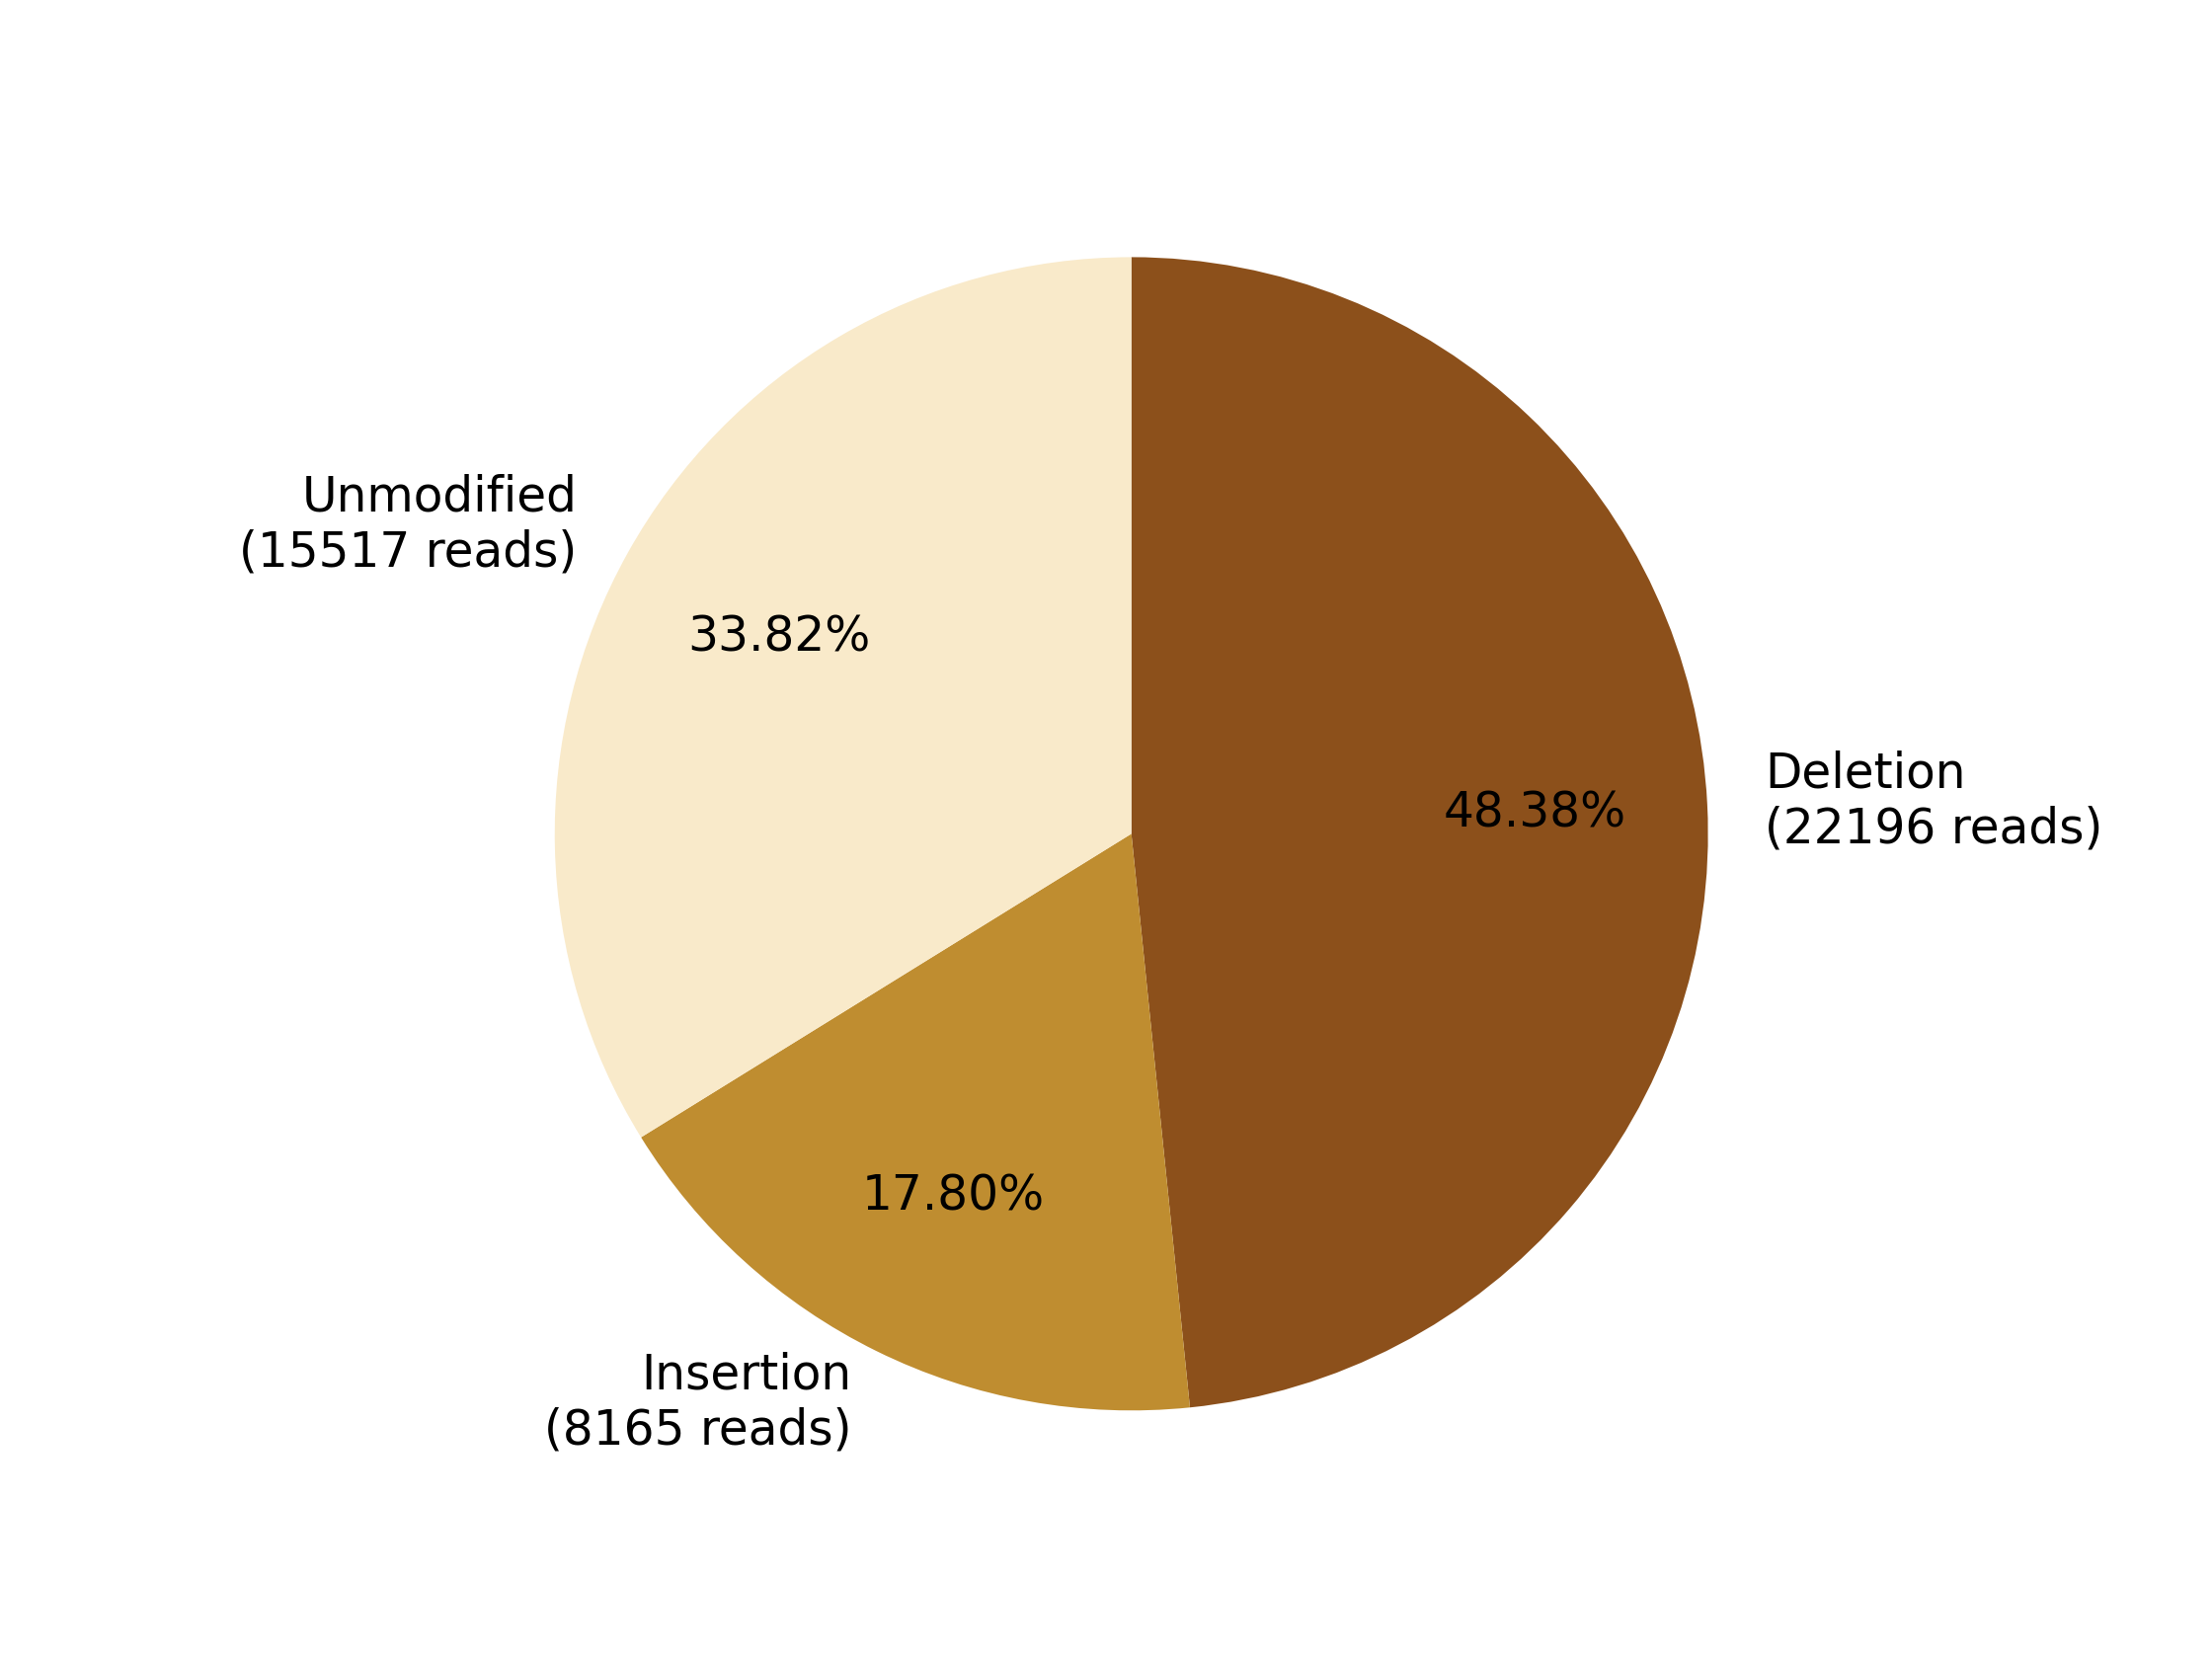 Unmodified
(15517 reads)
33.82%
Deletion
(22196 reads)
48.38%
17.80%
Insertion
(8165 reads)